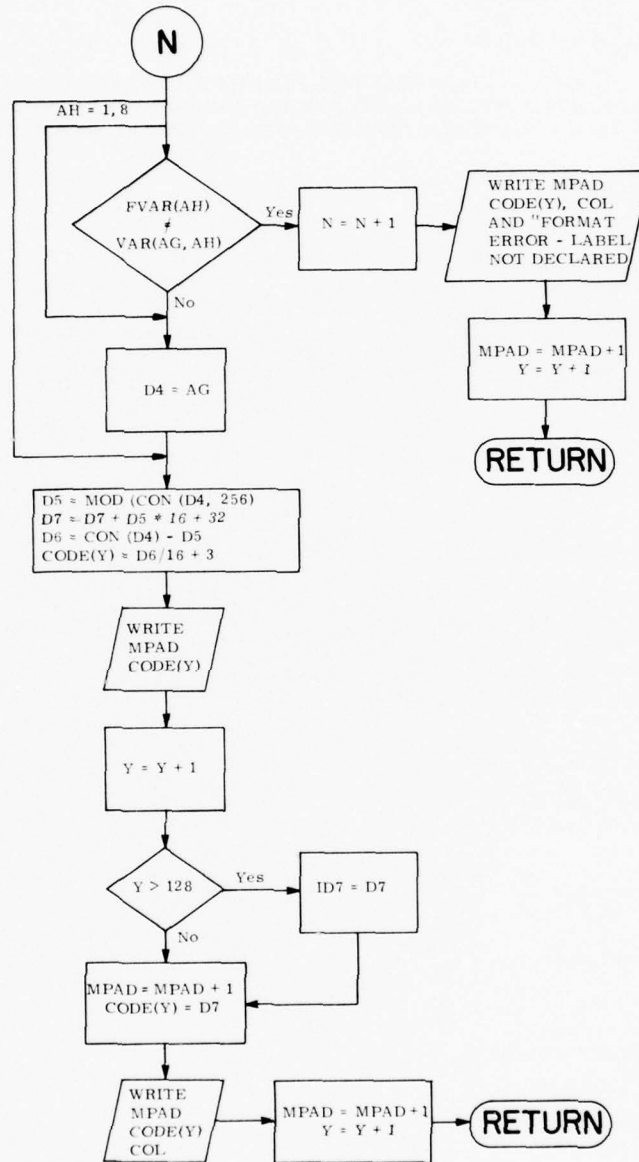 N
AH = 1, 8
FVAR(AH)
≠
VAR(AG, AH)
Yes
N = N + 1
WRITE MPAD
CODE(Y), COL
AND "FORMAT
ERROR - LABEL
NOT DECLARED
No
MPAD = MPAD+1
Y = Y + 1
RETURN
D4 = AG
D5 = MOD (CON (D4, 256)
D7 = D7 + D5 * 16 + 32
D6 = CON (D4) - D5
CODE(Y) = D6/16 + 3
WRITE
MPAD
CODE(Y)
Y = Y + 1
Y > 128
Yes
ID7 = D7
No
MPAD = MPAD + 1
CODE(Y) = D7
WRITE
MPAD
CODE(Y)
COL
MPAD = MPAD+1
Y = Y + 1
RETURN